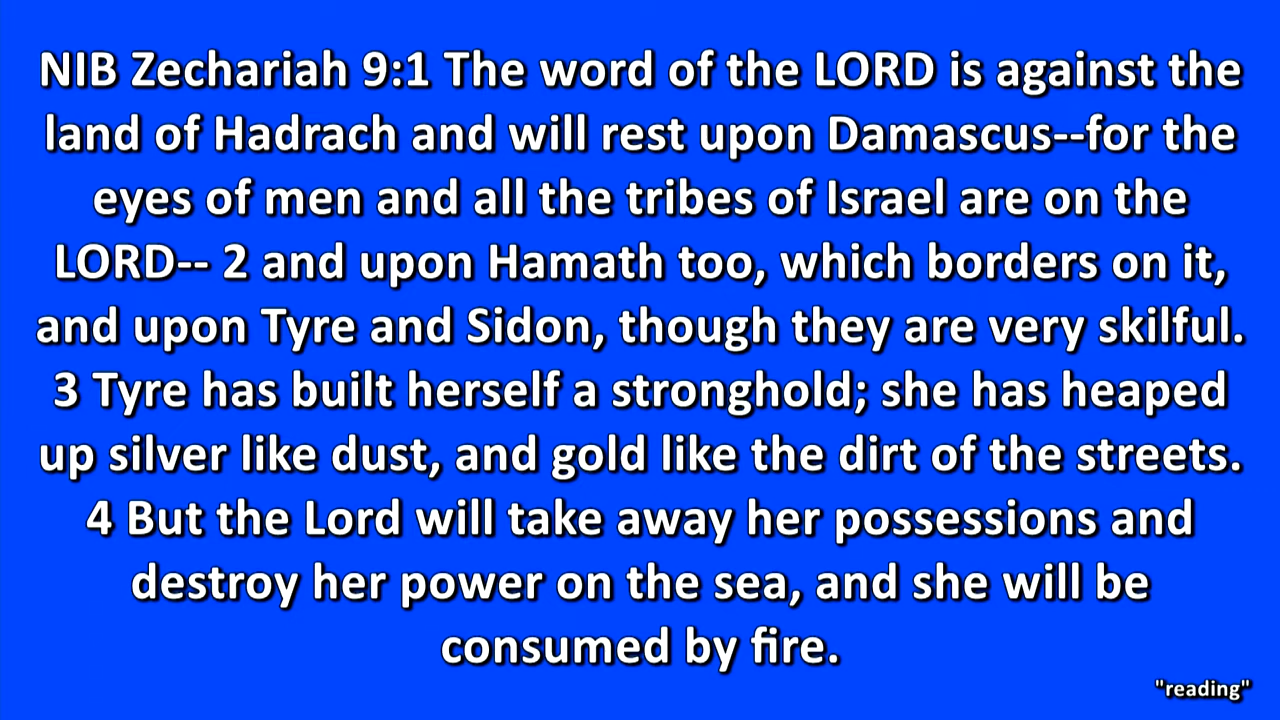 NIB Zechariah 9:1 The word of the LORD is against the
land of Hadrach and will rest upon Damascus--for the
eyes of men and all the tribes of Israel are on the
LORD-- 2 and upon Hamath too, which borders on it,
and upon Tyre and Sidon, though they are very skilful.
3 Tyre has built herself a stronghold; she has heaped
up silver like dust, and gold like the dirt of the streets.
4 But the Lord will take away her possessions and
destroy her power on the sea, and she will be
consumed by fire.
"reading"